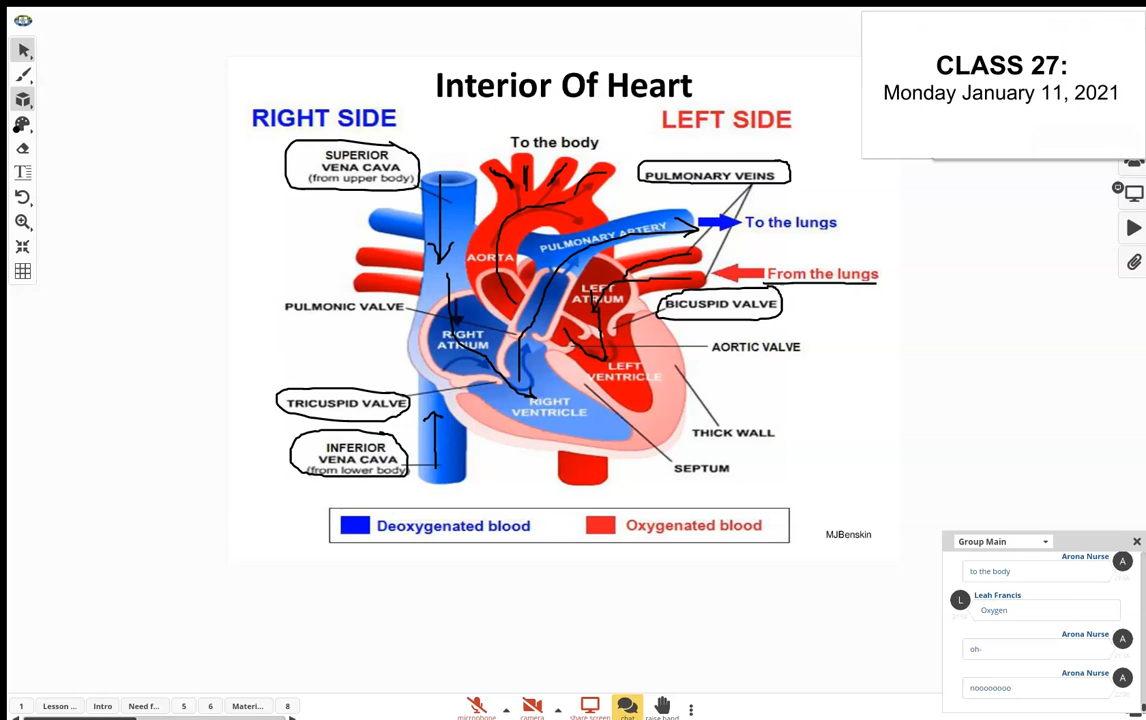 CLASS 27:
Monday January 11, 2021
Interior Of Heart
RIGHT SIDE
LEFT SIDE
To the body
SUPERIOR
VENA CAVA
(from upper body)
PULMONARY VEINS
To the lungs
PULMONARY ARTERY
AORTA
From the lungs
LEFT
ATRIUM
BICUSPID VALVE
PULMONIC VALVE
RIGHT
ATRIUM
AORTIC VALVE
LEFT
VENTRICLE
TRICUSPID VALVE
RIGHT
VENTRICLE
THICK WALL
INFERIOR
VENA CAVA
(from lower body)
SEPTUM
Deoxygenated blood
Oxygenated blood
MJBenskin
Group Main
Arona Nurse
A
to the body
Leah Francis
L
Oxygen
Arona Nurse
A
oh-
Arona Nurse
A
noooooooo
1 Lesson ... Intro Need f... 5 6 Materi... 8
microphone camera share screen chat raise hand